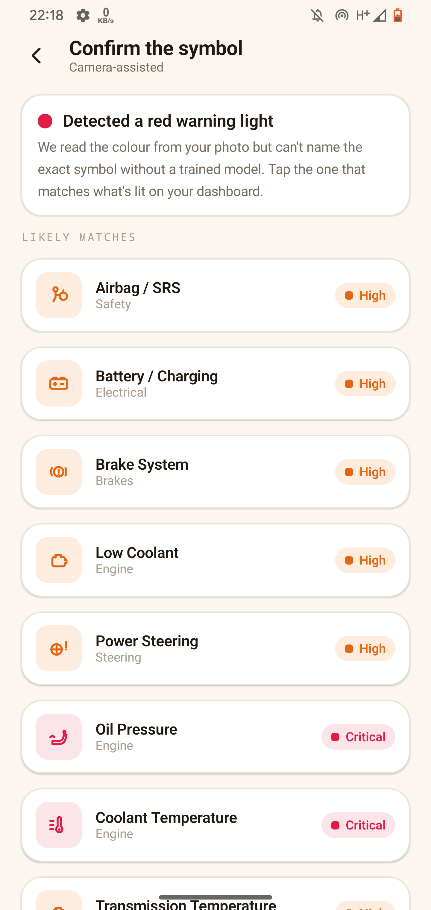 22:18
0
KB/s
H+
Confirm the symbol
Camera-assisted
Detected a red warning light
We read the colour from your photo but can't name the
exact symbol without a trained model. Tap the one that
matches what's lit on your dashboard.
LIKELY MATCHES
Airbag / SRS
Safety
High
Battery / Charging
Electrical
High
Brake System
Brakes
High
Low Coolant
Engine
High
Power Steering
Steering
High
Oil Pressure
Engine
Critical
Coolant Temperature
Engine
Critical
Transmission Temperature